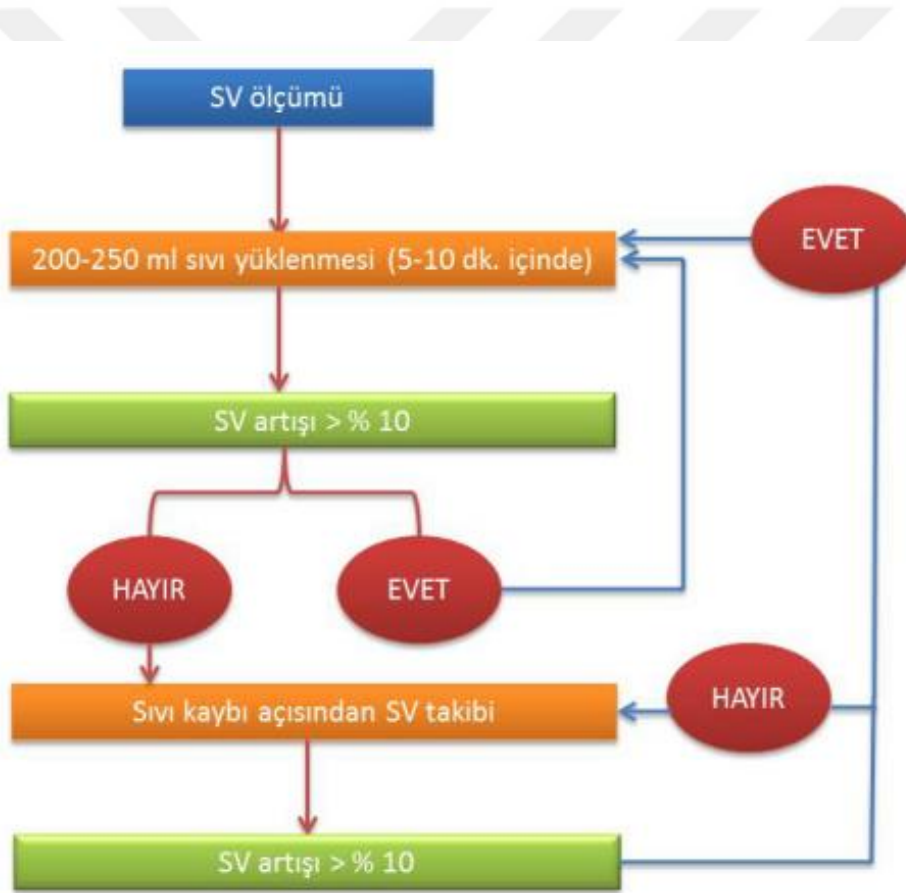 SV ölçümü
EVET
200-250 ml sıvı yüklenmesi (5-10 dk. içinde)
SV artışı > % 10
HAYIR
EVET
Sıvı kaybı açısından SV takibi
HAYIR
SV artışı > % 10